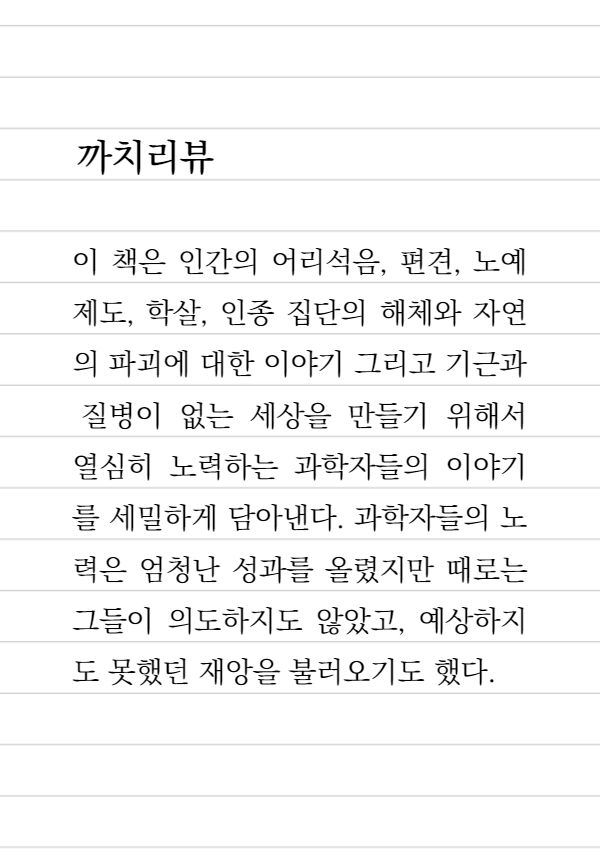 까치리뷰
이 책은 인간의 어리석음, 편견, 노예
제도, 학살, 인종 집단의 해체와 자연
의 파괴에 대한 이야기 그리고 기근과
질병이 없는 세상을 만들기 위해서
열심히 노력하는 과학자들의 이야기
를 세밀하게 담아낸다. 과학자들의 노
력은 엄청난 성과를 올렸지만 때로는
그들이 의도하지도 않았고, 예상하지
도 못했던 재앙을 불러오기도 했다.